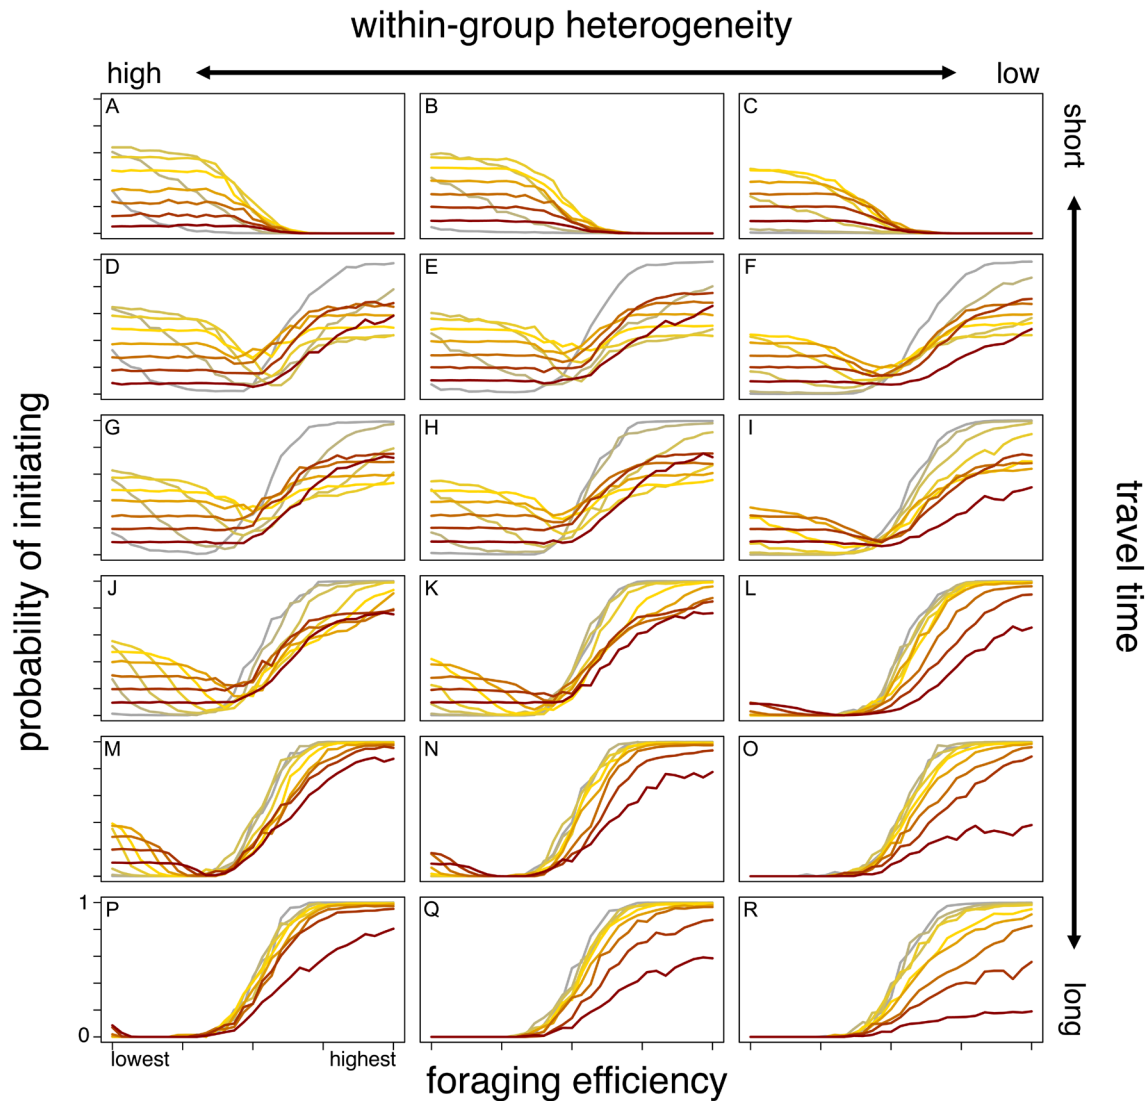 within-group heterogeneity
high low
A B C
short
D E F
G H I
probability of initiating
travel time
J K L
M N O
1
P Q R
0
long
lowest highest
foraging efficiency